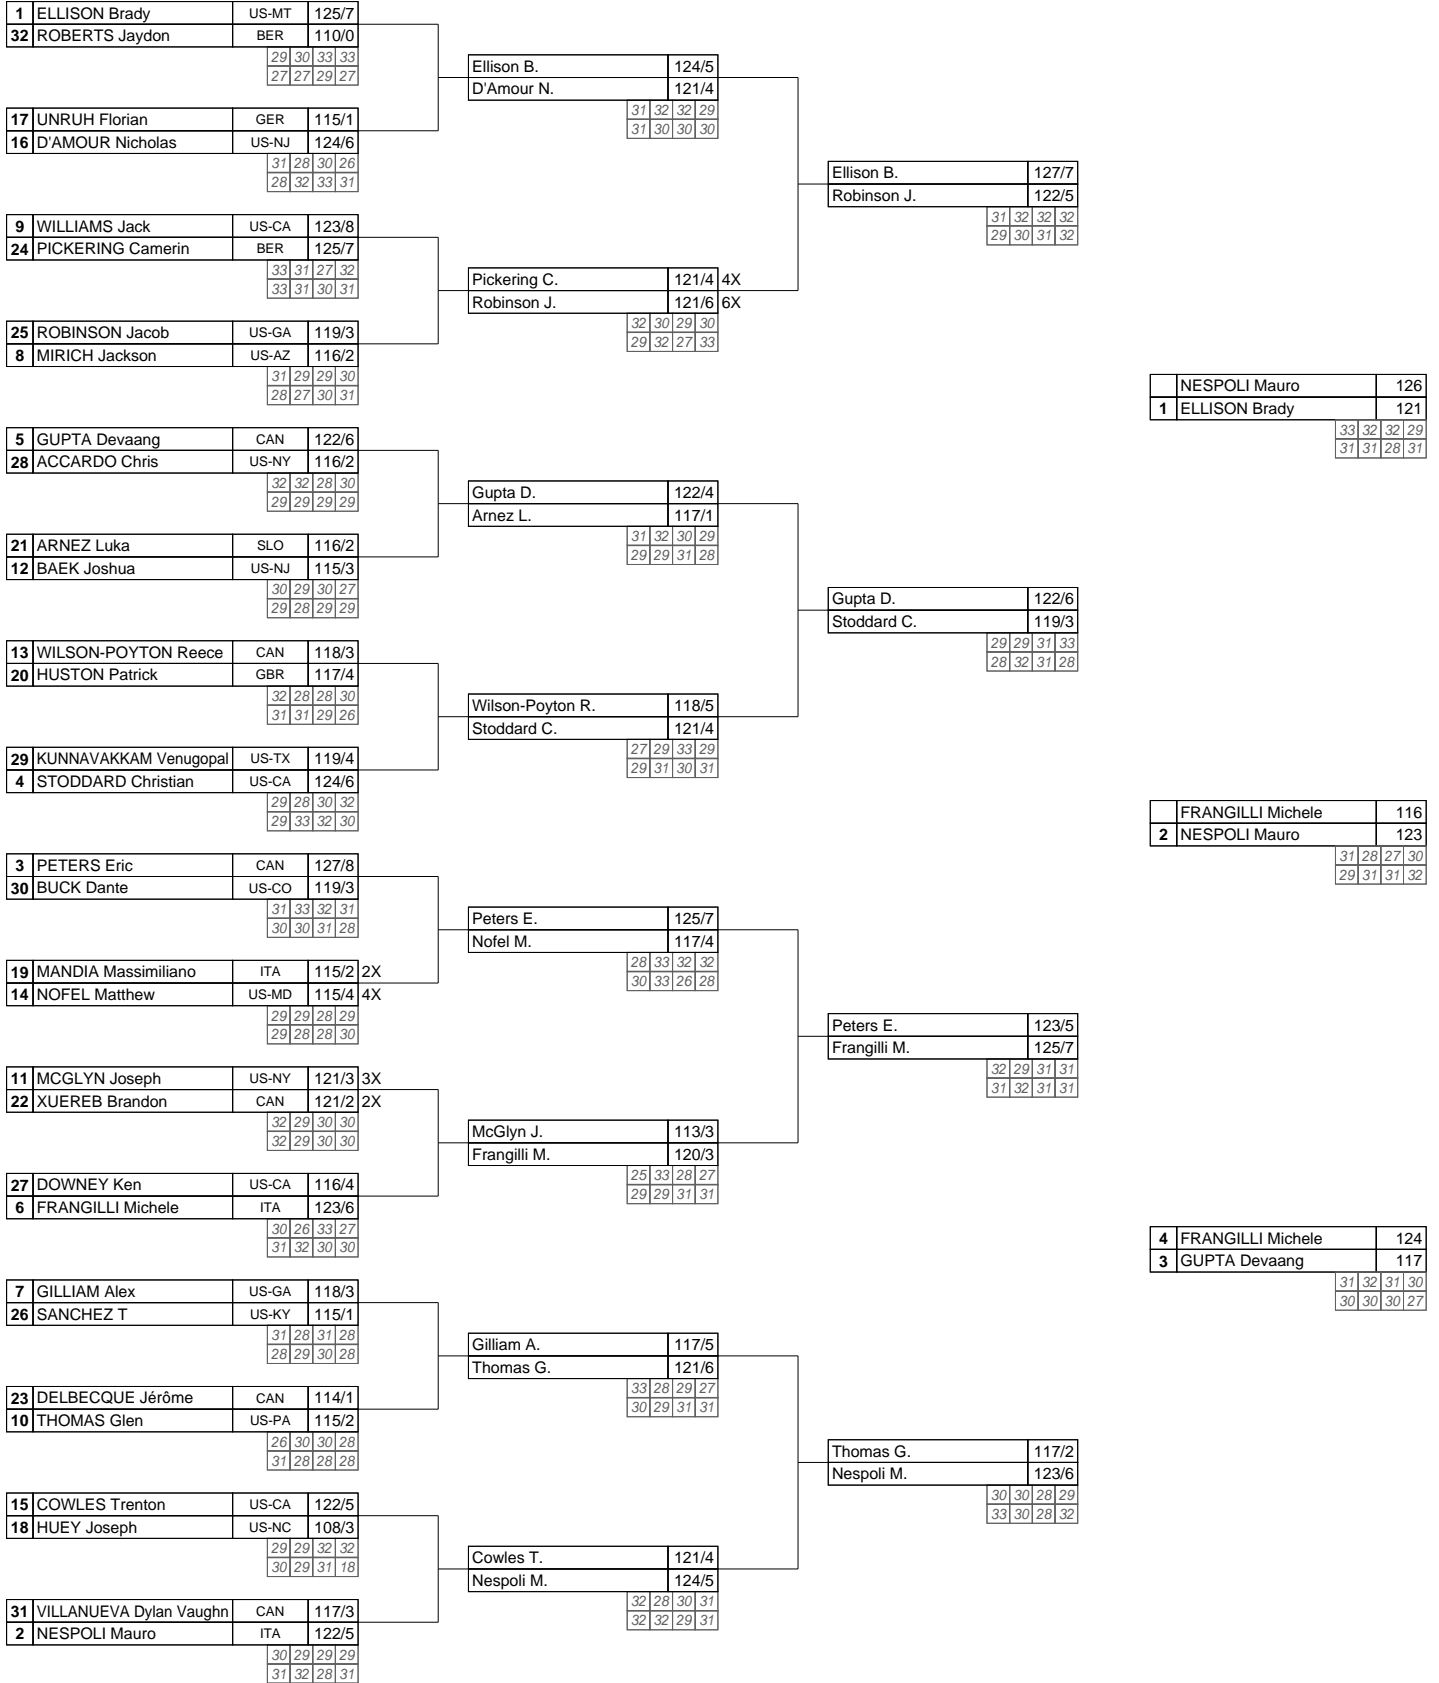 1 ELLISON Brady US-MT 125/7
32 ROBERTS Jaydon BER 110/0
29 30 33 33
27 27 29 27
17 UNRUH Florian GER 115/1
16 D'AMOUR Nicholas US-NJ 124/6
31 28 30 26
28 32 33 31
9 WILLIAMS Jack US-CA 123/8
24 PICKERING Camerin BER 125/7
33 31 27 32
33 31 30 31
25 ROBINSON Jacob US-GA 119/3
8 MIRICH Jackson US-AZ 116/2
31 29 29 30
28 27 30 31
5 GUPTA Devaang CAN 122/6
28 ACCARDO Chris US-NY 116/2
32 32 28 30
29 29 29 29
21 ARNEZ Luka SLO 116/2
12 BAEK Joshua US-NJ 115/3
30 29 30 27
29 28 29 29
13 WILSON-POYTON Reece CAN 118/3
20 HUSTON Patrick GBR 117/4
32 28 28 30
31 31 29 26
29 KUNNAVAKKAM Venugopal US-TX 119/4
4 STODDARD Christian US-CA 124/6
29 28 30 32
29 33 32 30
3 PETERS Eric CAN 127/8
30 BUCK Dante US-CO 119/3
31 33 32 31
30 30 31 28
19 MANDIA Massimiliano ITA 115/2 2X
14 NOFEL Matthew US-MD 115/4 4X
29 29 28 29
29 28 28 30
11 MCGLYN Joseph US-NY 121/3 3X
22 XUEREB Brandon CAN 121/2 2X
32 29 30 30
32 29 30 30
27 DOWNEY Ken US-CA 116/4
6 FRANGILLI Michele ITA 123/6
30 26 33 27
31 32 30 30
7 GILLIAM Alex US-GA 118/3
26 SANCHEZ T US-KY 115/1
31 28 31 28
28 29 30 28
23 DELBECQUE Jérôme CAN 114/1
10 THOMAS Glen US-PA 115/2
26 30 30 28
31 28 28 28
15 COWLES Trenton US-CA 122/5
18 HUEY Joseph US-NC 108/3
29 29 32 32
30 29 31 18
31 VILLANUEVA Dylan Vaughn CAN 117/3
2 NESPOLI Mauro ITA 122/5
30 29 29 29
31 32 28 31
Ellison B. 124/5
D'Amour N. 121/4
31 32 32 29
31 30 30 30
Pickering C. 121/4 4X
Robinson J. 121/6 6X
32 30 29 30
29 32 27 33
Gupta D. 122/4
Arnez L. 117/1
31 32 30 29
29 29 31 28
Wilson-Poyton R. 118/5
Stoddard C. 121/4
27 29 33 29
29 31 30 31
Peters E. 125/7
Nofel M. 117/4
28 33 32 32
30 33 26 28
McGlyn J. 113/3
Frangilli M. 120/3
25 33 28 27
29 29 31 31
Gilliam A. 117/5
Thomas G. 121/6
33 28 29 27
30 29 31 31
Cowles T. 121/4
Nespoli M. 124/5
32 28 30 31
32 32 29 31
Ellison B. 127/7
Robinson J. 122/5
31 32 32 32
29 30 31 32
Gupta D. 122/6
Stoddard C. 119/3
29 29 31 33
28 32 31 28
Peters E. 123/5
Frangilli M. 125/7
32 29 31 31
31 32 31 31
Thomas G. 117/2
Nespoli M. 123/6
30 30 28 29
33 30 28 32
NESPOLI Mauro 126
1 ELLISON Brady 121
33 32 32 29
31 31 28 31
FRANGILLI Michele 116
2 NESPOLI Mauro 123
31 28 27 30
29 31 31 32
4 FRANGILLI Michele 124
3 GUPTA Devaang 117
31 32 31 30
30 30 30 27